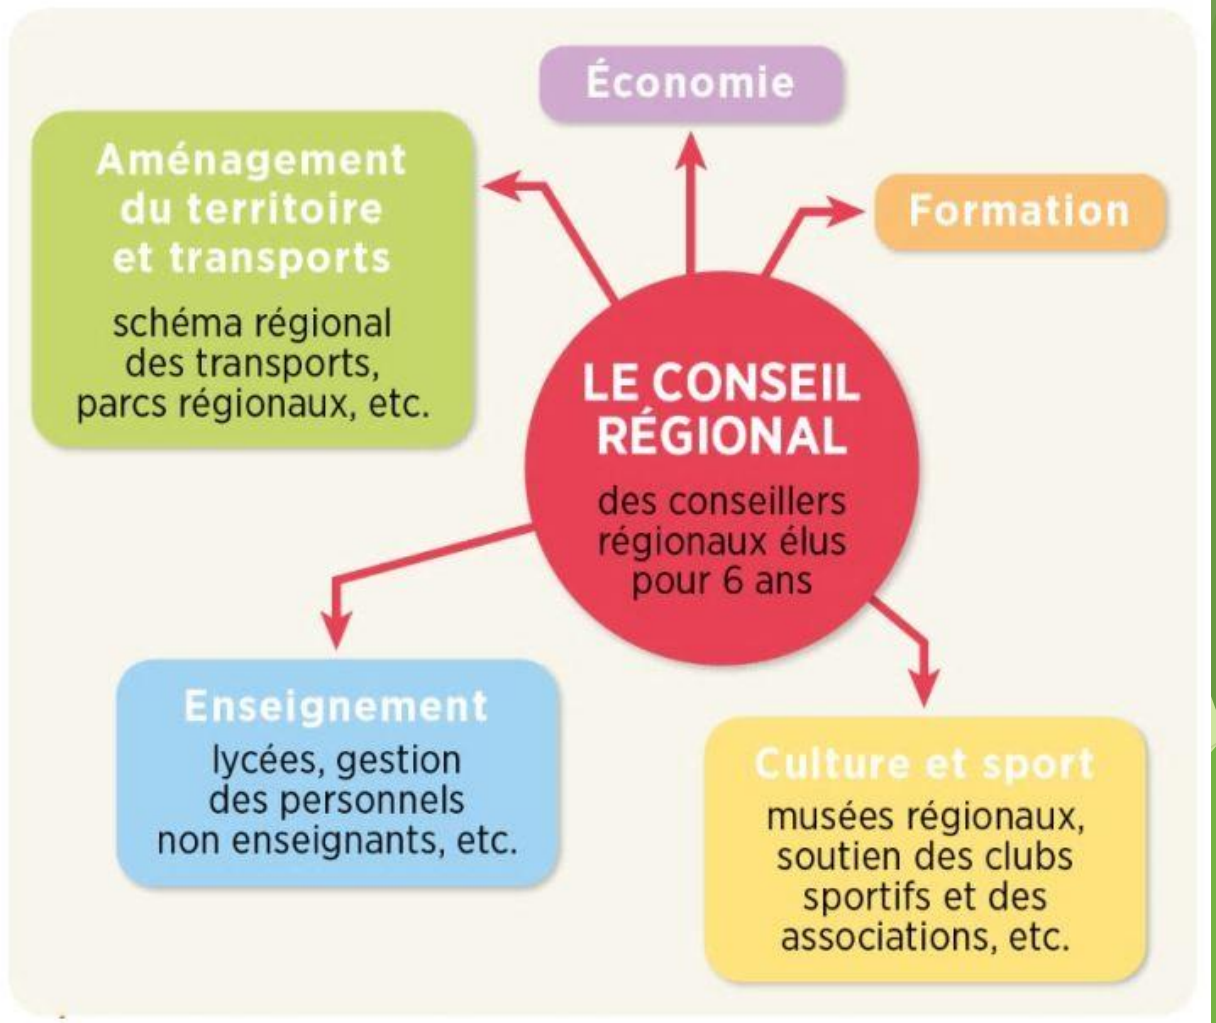 Économie
Aménagement
du territoire
et transports
schéma régional
des transports,
parcs régionaux, etc.
Formation
LE CONSEIL
RÉGIONAL
des conseillers
régionaux élus
pour 6 ans
Enseignement
lycées, gestion
des personnels
non enseignants, etc.
Culture et sport
musées régionaux,
soutien des clubs
sportifs et des
associations, etc.